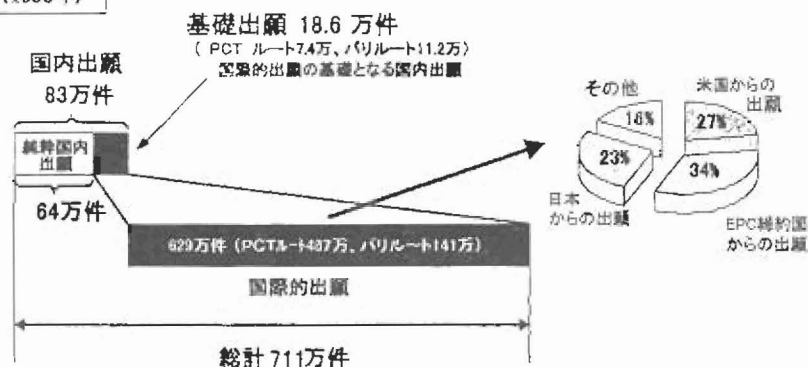 基礎出願 18.6 万件
( PCT ルート7.4万、パリルート11.2万)
国際的出願の基礎となる国内出願
国内出願
83万件
純粋国内
出願
64万件
629万件 (PCTルート487万、パリルート141万)
国際的出願
総計 711万件
その他
16%
米国からの
出願
27%
23%
34%
日本
からの出願
EPC締約国
からの出願